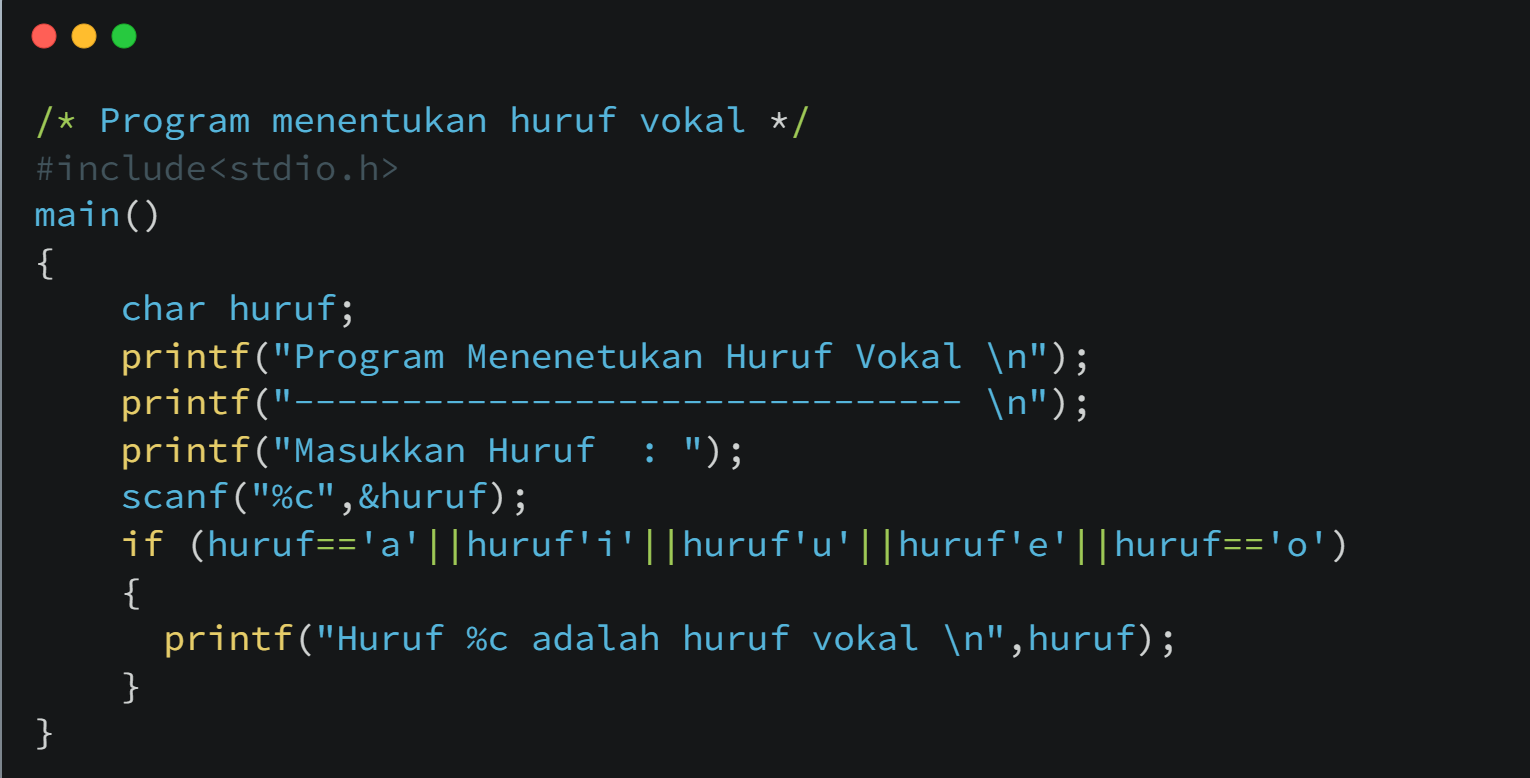 /* Program menentukan huruf vokal */
#include<stdio.h>
main()
{
    char huruf;
    printf("Program Menenetukan Huruf Vokal \n");
    printf("------------------------------- \n");
    printf("Masukkan Huruf  : ");
    scanf("%c",&huruf);
    if (huruf=='a'||huruf'i'||huruf'u'||huruf'e'||huruf=='o')
    {
      printf("Huruf %c adalah huruf vokal \n",huruf);
    }
}